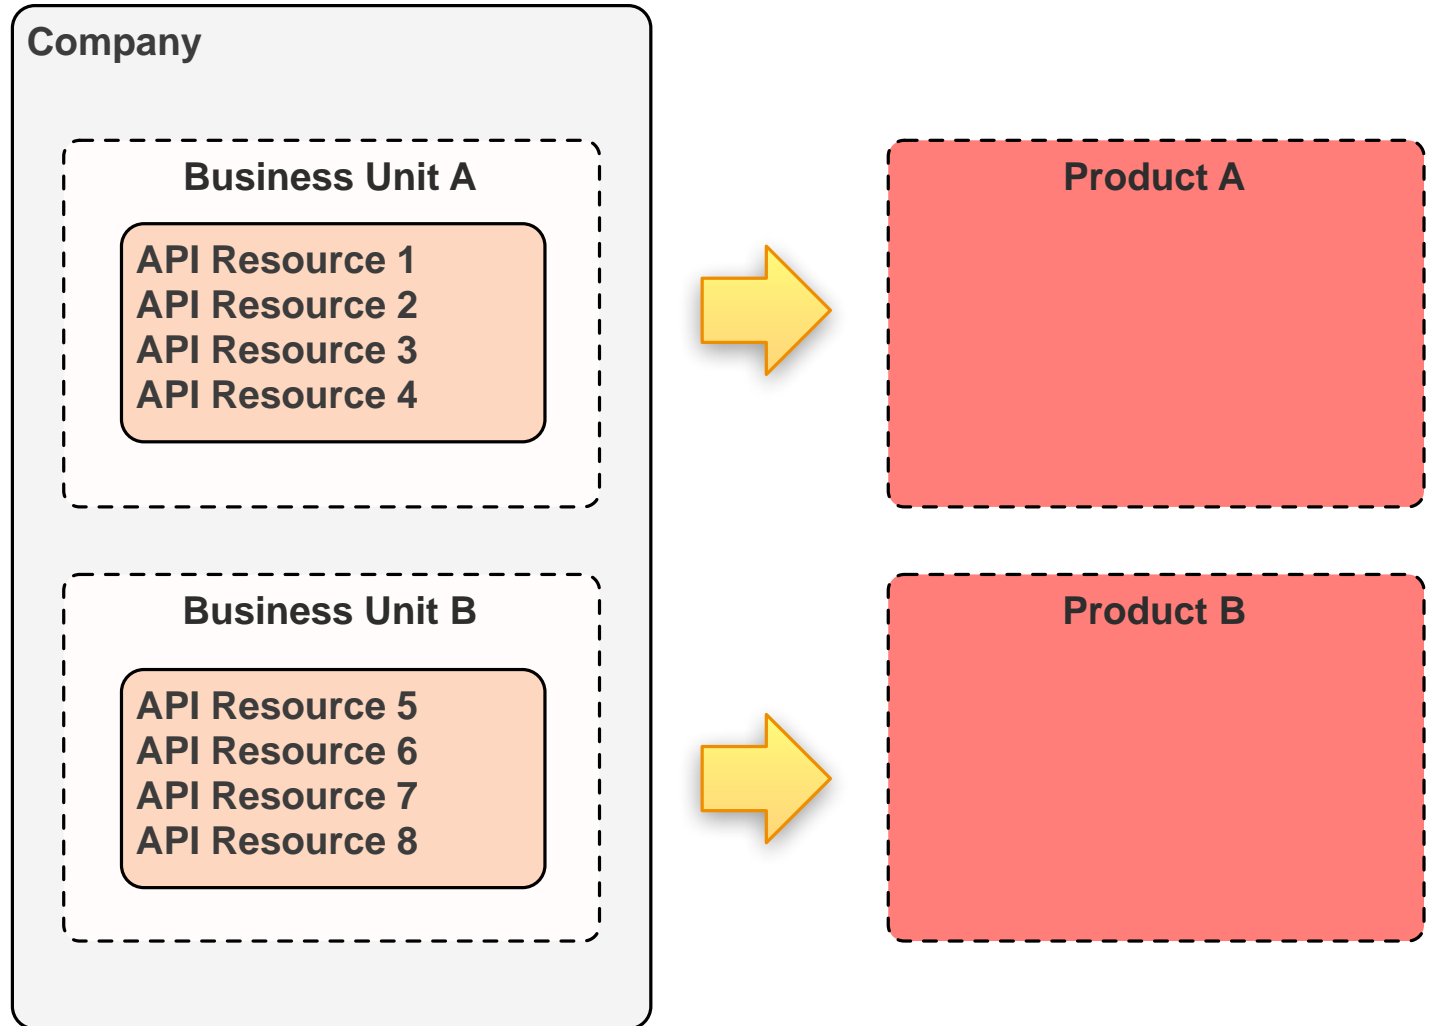 Company
Business Unit A
API Resource 1
API Resource 2
API Resource 3
API Resource 4
Product A
Business Unit B
API Resource 5
API Resource 6
API Resource 7
API Resource 8
Product B